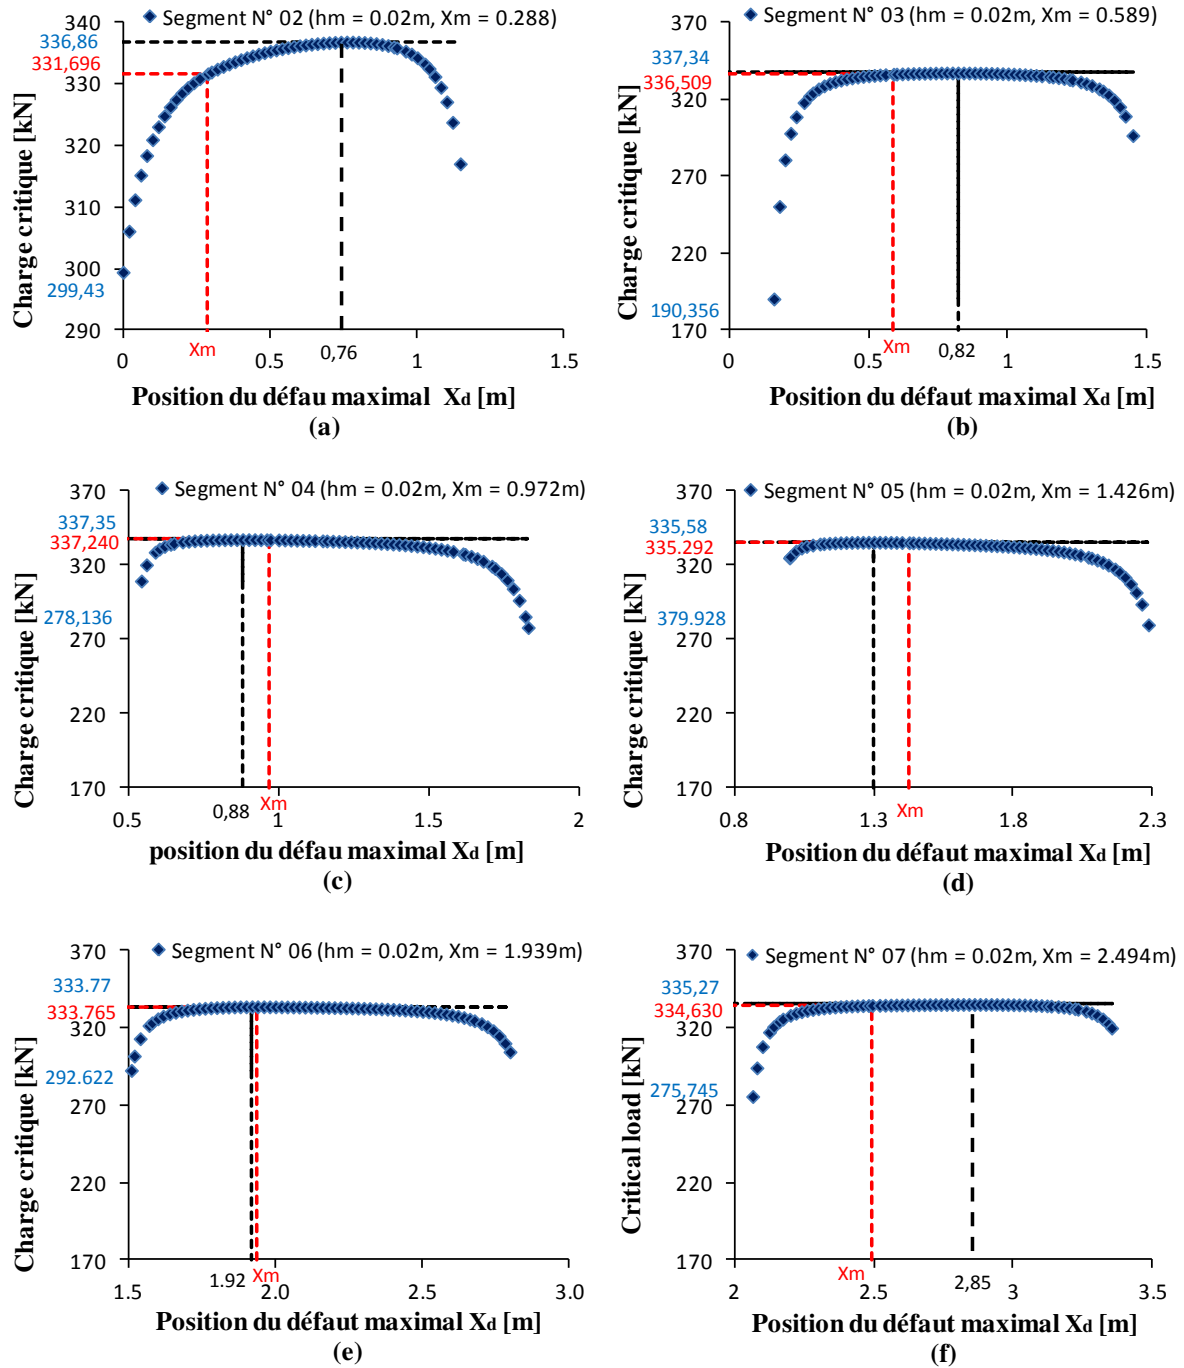 Segment N° 02 (hm = 0.02m, Xm = 0.288)
340
336,86
331,696
330
320
310
300
299,43
290
Charge critique [kN]
Xm
0,76
0
0.5
1
1.5
Position du défau maximal Xd [m]
(a)
Segment N° 03 (hm = 0.02m, Xm = 0.589)
370
337,34
336,509
320
270
220
190,356
170
Charge critique [kN]
Xm
0,82
0
0.5
1
1.5
Position du défaut maximal Xd [m]
(b)
Segment N° 04 (hm = 0.02m, Xm = 0.972m)
370
337,35
337,240
320
278,136
270
220
170
Charge critique [kN]
0,88
Xm
0.5
1
1.5
2
position du défau maximal Xd [m]
(c)
Segment N° 05 (hm = 0.02m, Xm = 1.426m)
370
335,58
335.292
320
379.928
270
220
170
Charge critique [kN]
Xm
0.8
1.3
1.8
2.3
Position du défaut maximal Xd [m]
(d)
Segment N° 06 (hm = 0.02m, Xm = 1.939m)
370
333.77
333.765
320
292.622
270
220
170
Charge critique [kN]
1.92
Xm
1.5
2.0
2.5
3.0
Position du défaut maximal Xd [m]
(e)
Segment N° 07 (hm = 0.02m, Xm = 2.494m)
370
335,27
334,630
320
275,745
270
220
170
Critical load [kN]
Xm
2,85
2
2.5
3
3.5
Position du défaut maximal Xd [m]
(f)